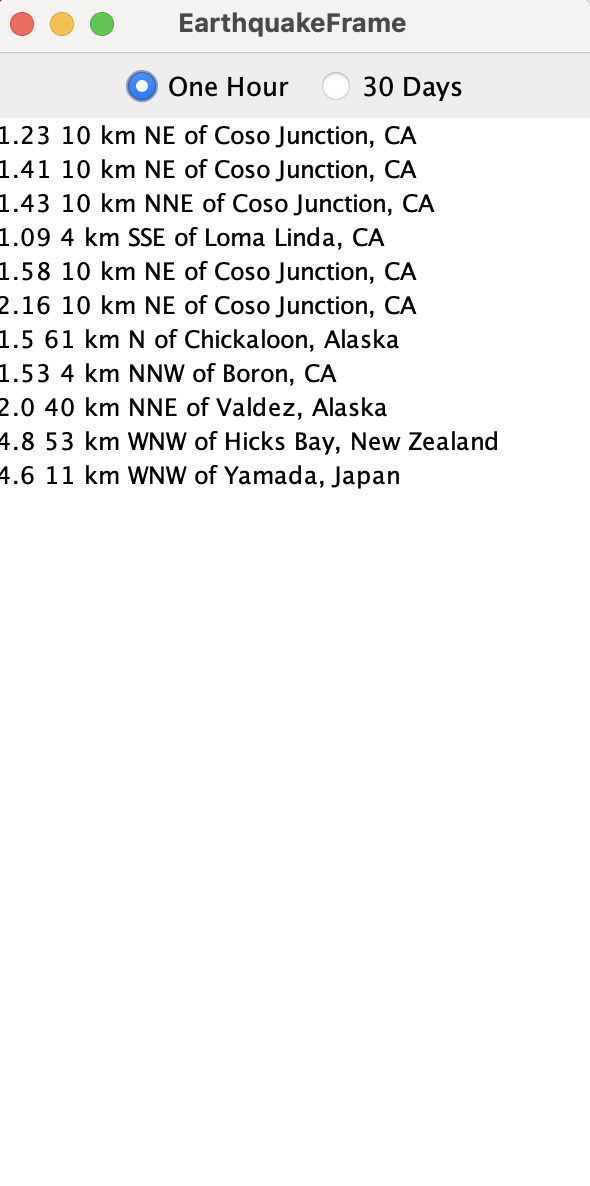 EarthquakeFrame
One Hour 30 Days
1.23 10 km NE of Coso Junction, CA
1.41 10 km NE of Coso Junction, CA
1.43 10 km NNE of Coso Junction, CA
1.09 4 km SSE of Loma Linda, CA
1.58 10 km NE of Coso Junction, CA
2.16 10 km NE of Coso Junction, CA
1.5 61 km N of Chickaloon, Alaska
1.53 4 km NNW of Boron, CA
2.0 40 km NNE of Valdez, Alaska
4.8 53 km WNW of Hicks Bay, New Zealand
4.6 11 km WNW of Yamada, Japan